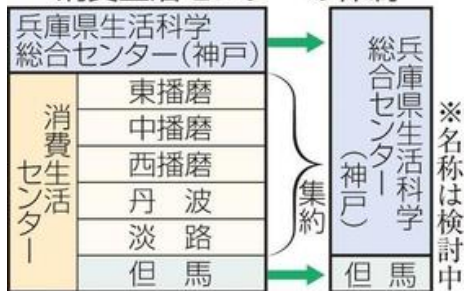 兵庫県生活科学
総合センター(神戸)
消費生活
センター
東播磨
中播磨
西播磨
丹波
淡路
但馬
集約
兵庫県生活科学
総合センター
(神戸)
但馬
※名称は検討中